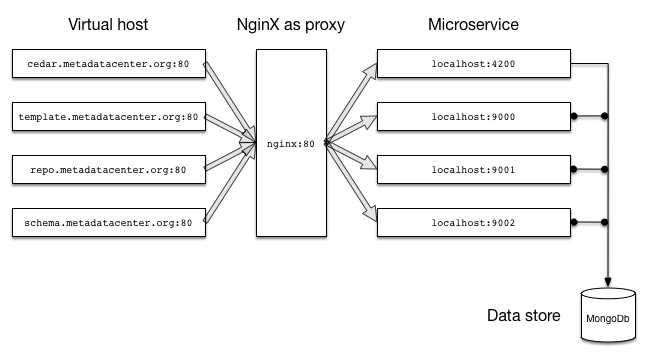 Virtual host
NginX as proxy
Microservice
cedar.metadatacenter.org:80
localhost:4200
template.metadatacenter.org:80
localhost:9000
nginx:80
repo.metadatacenter.org:80
localhost:9001
schema.metadatacenter.org:80
localhost:9002
Data store
MongoDb